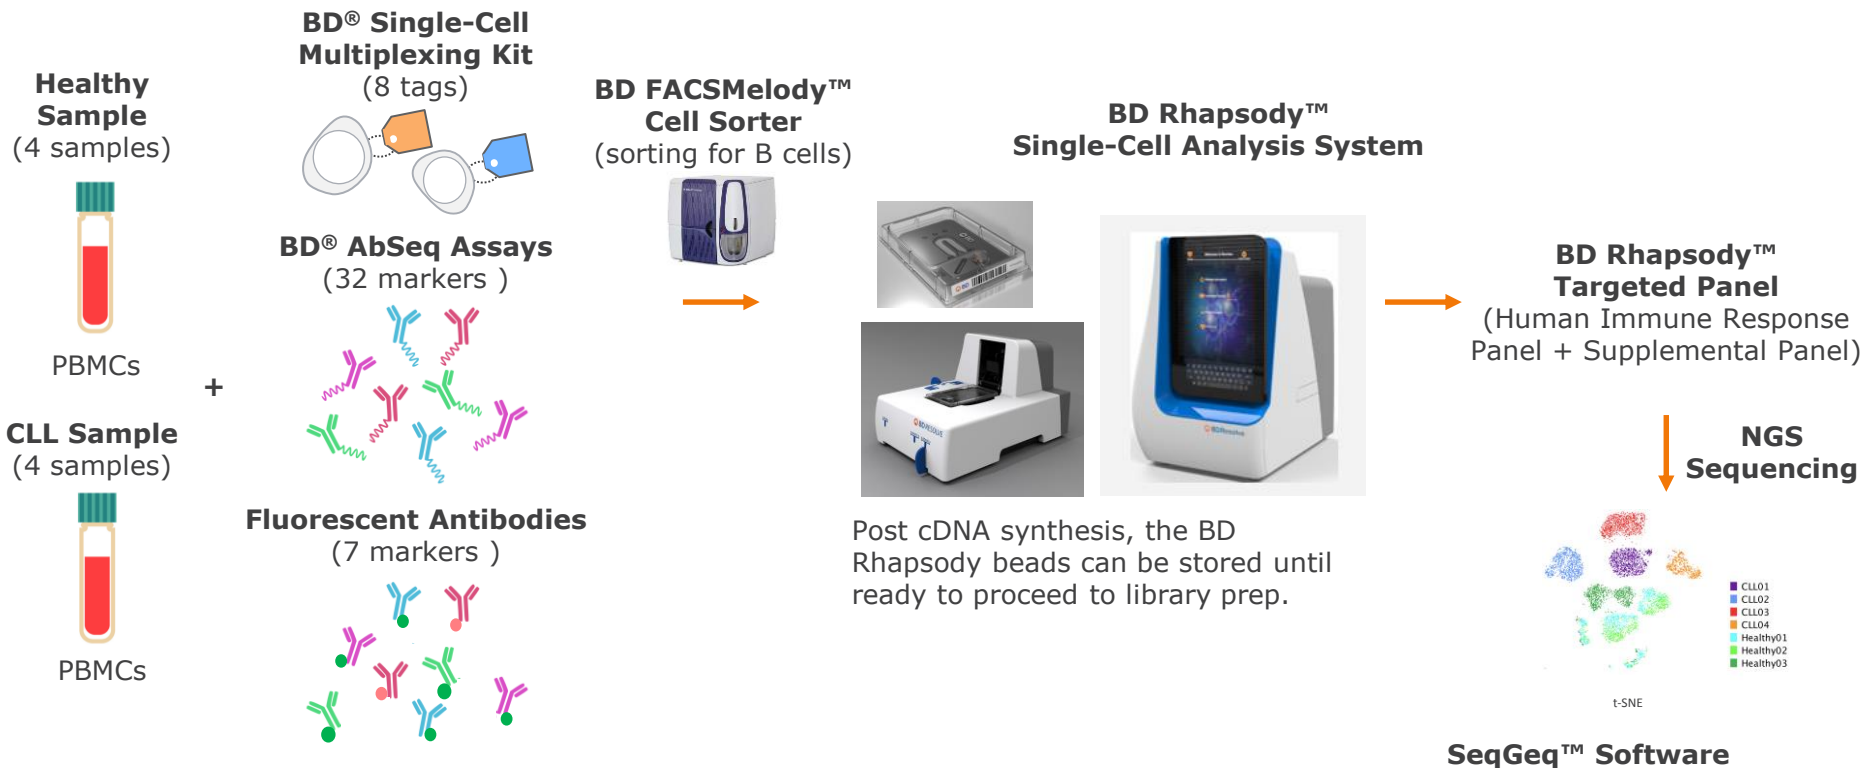 Healthy
Sample
(4 samples)
PBMCs
CLL Sample
(4 samples)
PBMCs
+
BD® Single-Cell
Multiplexing Kit
(8 tags)
BD® AbSeq Assays
(32 markers )
Fluorescent Antibodies
(7 markers )
BD FACSMelody™
Cell Sorter
(sorting for B cells)
BD Rhapsody™
Single-Cell Analysis System
BD
Post cDNA synthesis, the BD
Rhapsody beads can be stored until
ready to proceed to library prep.
BD Rhapsody™
Targeted Panel
(Human Immune Response
Panel + Supplemental Panel)
NGS
Sequencing
CLL01
CLL02
CLL03
CLL04
Healthy01
Healthy02
Healthy03
t-SNE
SeqGeq™ Software